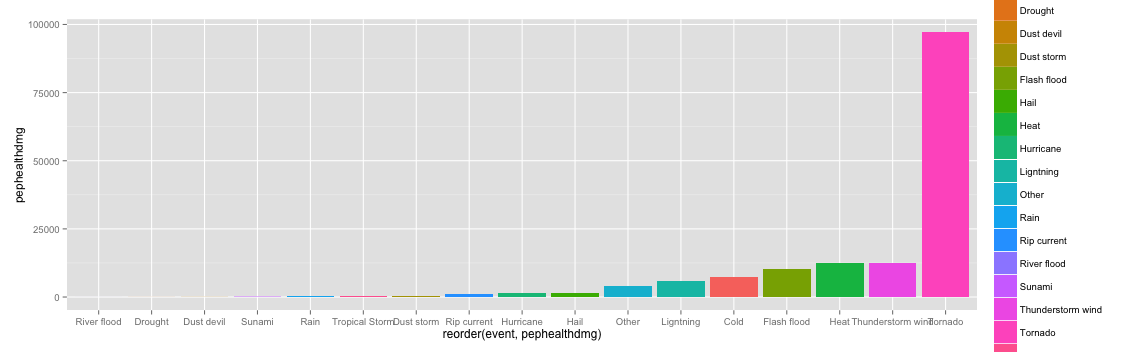 100000
75000
50000
25000
0
pephealthdmg
River flood Drought Dust devil Sunami Rain Tropical Storm Dust storm Rip current Hurricane Hail Other Ligntning Cold Flash flood Heat Thunderstorm wind Tornado
reorder(event, pephealthdmg)
Drought
Dust devil
Dust storm
Flash flood
Hail
Heat
Hurricane
Ligntning
Other
Rain
Rip current
River flood
Sunami
Thunderstorm wind
Tornado